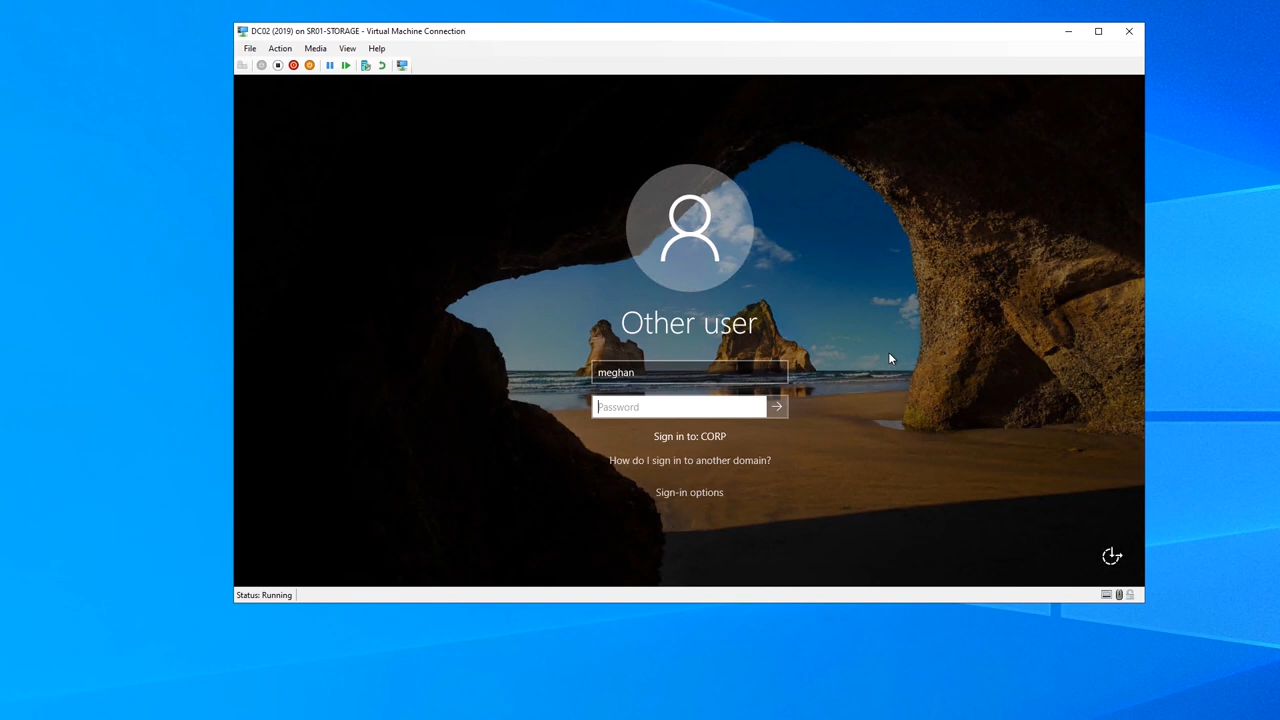 DC02 (2019) on SR01-STORAGE - Virtual Machine Connection
File Action Media View Help
Other user
meghan
Password
Sign in to: CORP
How do I sign in to another domain?
Sign-in options
Status: Running